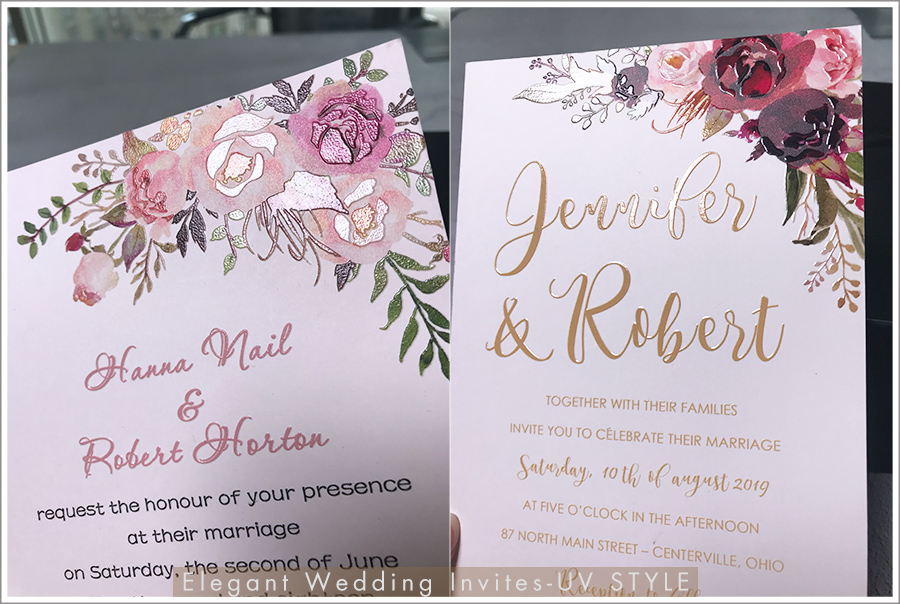 Hanna Nail
&
Robert Horton
request the honour of your presence
at their marriage
on Saturday, the second of June
Jennifer
& Robert
TOGETHER WITH THEIR FAMILIES
INVITE YOU TO CÉLEBRATE THEIR MARRIAGE
Saturday, 10th of august 2019
AT FIVE O'CLOCK IN THE AFTERNOON
87 NORTH MAIN STREET – CENTERVILLE, OHIO
Elegant Wedding Invites-UV STYLE